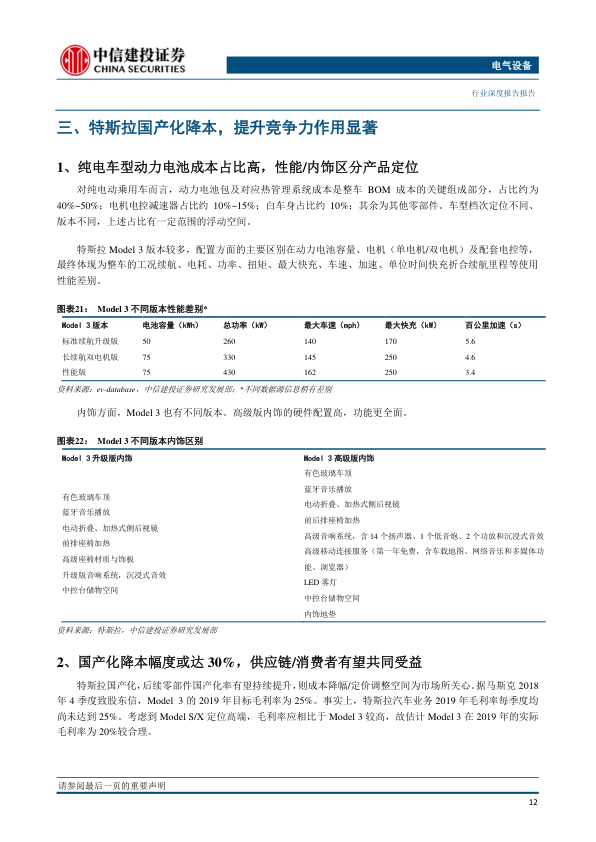 中信建投证券
CHINA SECURITIES
电气设备
行业深度报告报告
三、特斯拉国产化降本，提升竞争力作用显著
1、纯电车型动力电池成本占比高，性能/内饰区分产品定位
对纯电动乘用车而言，动力电池包及对应热管理系统成本是整车 BOM 成本的关键组成部分，占比约为
40%~50%；电机电控减速器占比约 10%~15%；白车身占比约 10%；其余为其他零部件。车型档次定位不同、
版本不同，上述占比有一定范围的浮动空间。
特斯拉 Model 3 版本较多，配置方面的主要区别在动力电池容量、电机（单电机/双电机）及配套电控等，
最终体现为整车的工况续航、电耗、功率、扭矩、最大快充、车速、加速、单位时间快充折合续航里程等使用
性能差别。
图表21： Model 3 不同版本性能差别*
Model 3 版本 电池容量（kWh） 总功率（kW） 最大车速（mph） 最大快充（kW） 百公里加速（s）
标准续航升级版 50 260 140 170 5.6
长续航双电机版 75 330 145 250 4.6
性能版 75 430 162 250 3.4
资料来源：ev-database，中信建投证券研究发展部；*不同数据源信息稍有差别
内饰方面，Model 3 也有不同版本。高级版内饰的硬件配置高，功能更全面。
图表22： Model 3 不同版本内饰区别
Model 3 升级版内饰 Model 3 高级版内饰
有色玻璃车顶
蓝牙音乐播放
电动折叠、加热式侧后视镜
前排座椅加热
高级座椅材质与饰板
升级版音响系统，沉浸式音效
中控台储物空间
有色玻璃车顶
蓝牙音乐播放
电动折叠、加热式侧后视镜
前后排座椅加热
高级音响系统，含 14 个扬声器、1 个低音炮、2 个功放和沉浸式音效
高级移动连接服务（第一年免费，含车载地图、网络音乐和多媒体功
能、浏览器）
LED 雾灯
中控台储物空间
内饰地垫
资料来源：特斯拉，中信建投证券研究发展部
2、国产化降本幅度或达 30%，供应链/消费者有望共同受益
特斯拉国产化，后续零部件国产化率有望持续提升，则成本降幅/定价调整空间为市场所关心。据马斯克 2018
年 4 季度致股东信，Model 3 的 2019 年目标毛利率为 25%。事实上，特斯拉汽车业务 2019 年毛利率每季度均
尚未达到 25%。考虑到 Model S/X 定位高端，毛利率应相比于 Model 3 较高，故估计 Model 3 在 2019 年的实际
毛利率为 20%较合理。
请参阅最后一页的重要声明
12